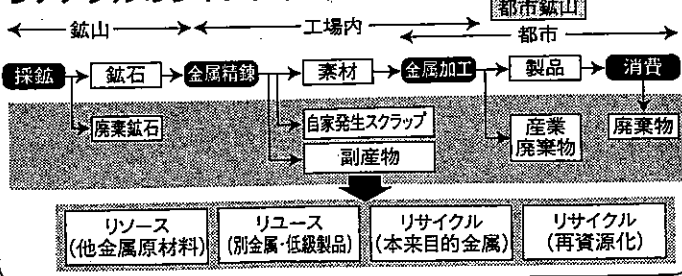 都市鉱山
鉱山 工場内 都市
採鉱 鉱石 金属精錬 素材 金属加工 製品 消費
廃棄鉱石 自家発生スクラップ 産業廃棄物 廃棄物
副産物
リソース リユース リサイクル リサイクル
(他金属原材料) (別金属・低級製品) (本来目的金属) (再資源化)